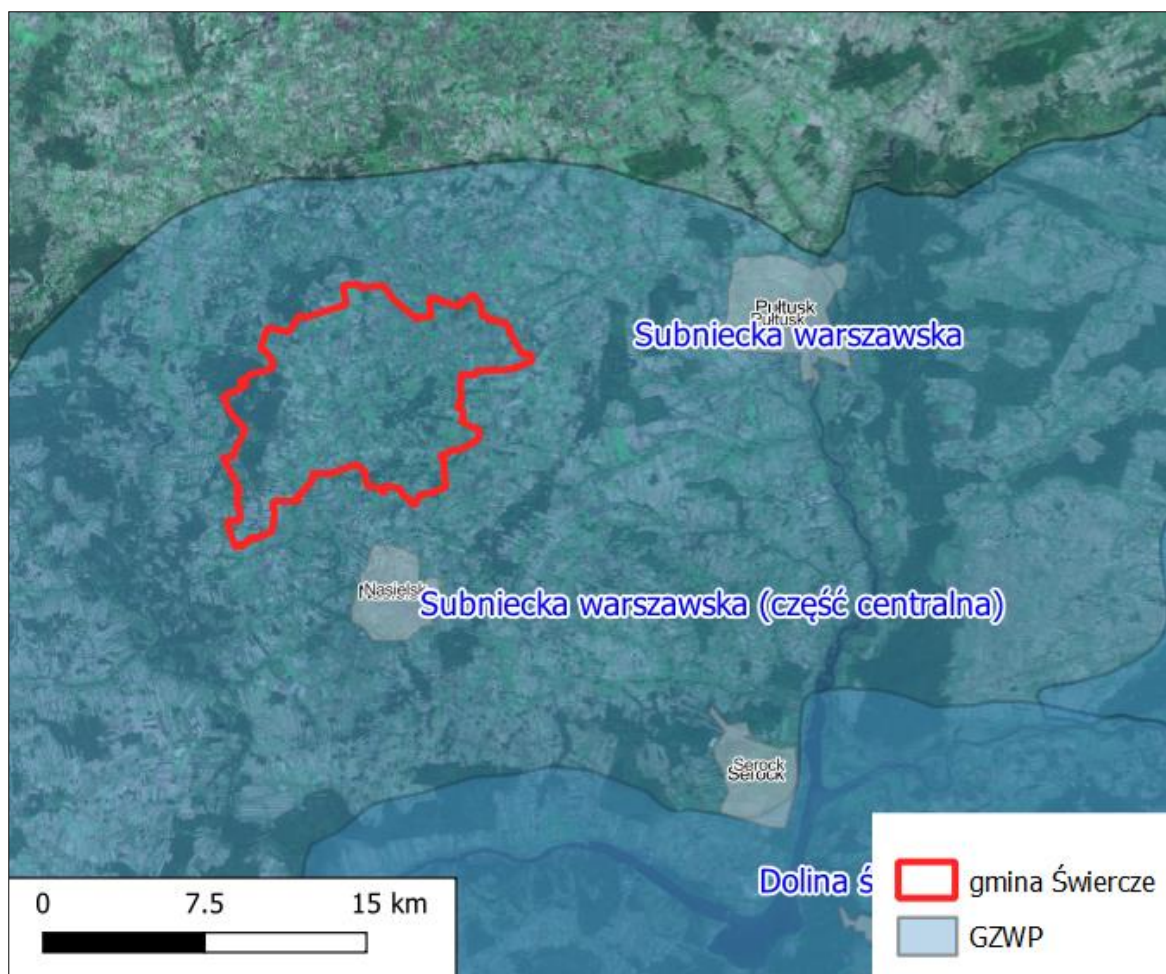 Pułtusk
Pułtusk
Subniecka warszawska
Nasielsk
Subniecka warszawska (część centralna)
Serock
Serock
Dolina ś
0 7.5 15 km
gmina Świercze
GZWP